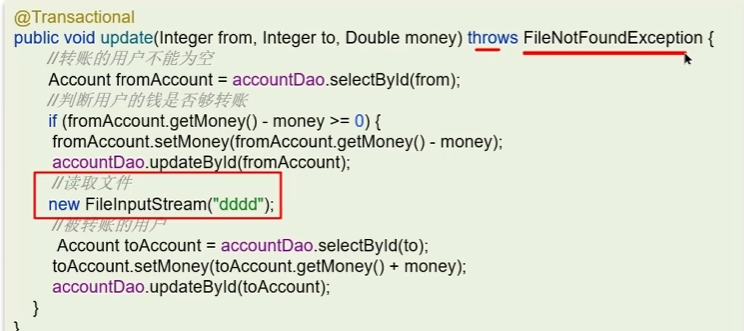 @Transactional
public void update(Integer from, Integer to, Double money) throws FileNotFoundException {
//转账的用户不能为空
Account fromAccount = accountDao.selectById(from);
//判断用户的钱是否够转账
if (fromAccount.getMoney() - money >= 0) {
fromAccount.setMoney(fromAccount.getMoney() - money);
accountDao.updateById(fromAccount);
//读取文件
new FileInputStream("dddd");
//被转账的用户
Account toAccount = accountDao.selectById(to);
toAccount.setMoney(toAccount.getMoney() + money);
accountDao.updateById(toAccount);
}
}